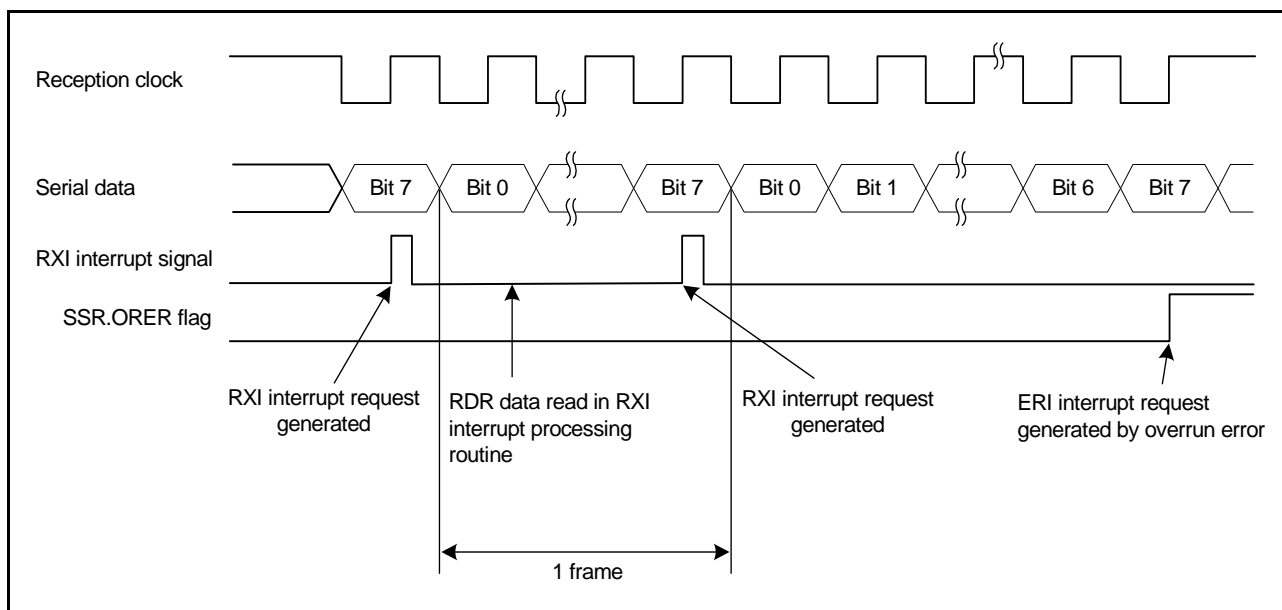 Reception clock
Serial data
Bit 7
Bit 0
Bit 7
Bit 0
Bit 1
Bit 6
Bit 7
RXI interrupt signal
SSR.ORER flag
RXI interrupt request
generated
RDR data read in RXI
interrupt processing
routine
RXI interrupt request
generated
ERI interrupt request
generated by overrun error
1 frame